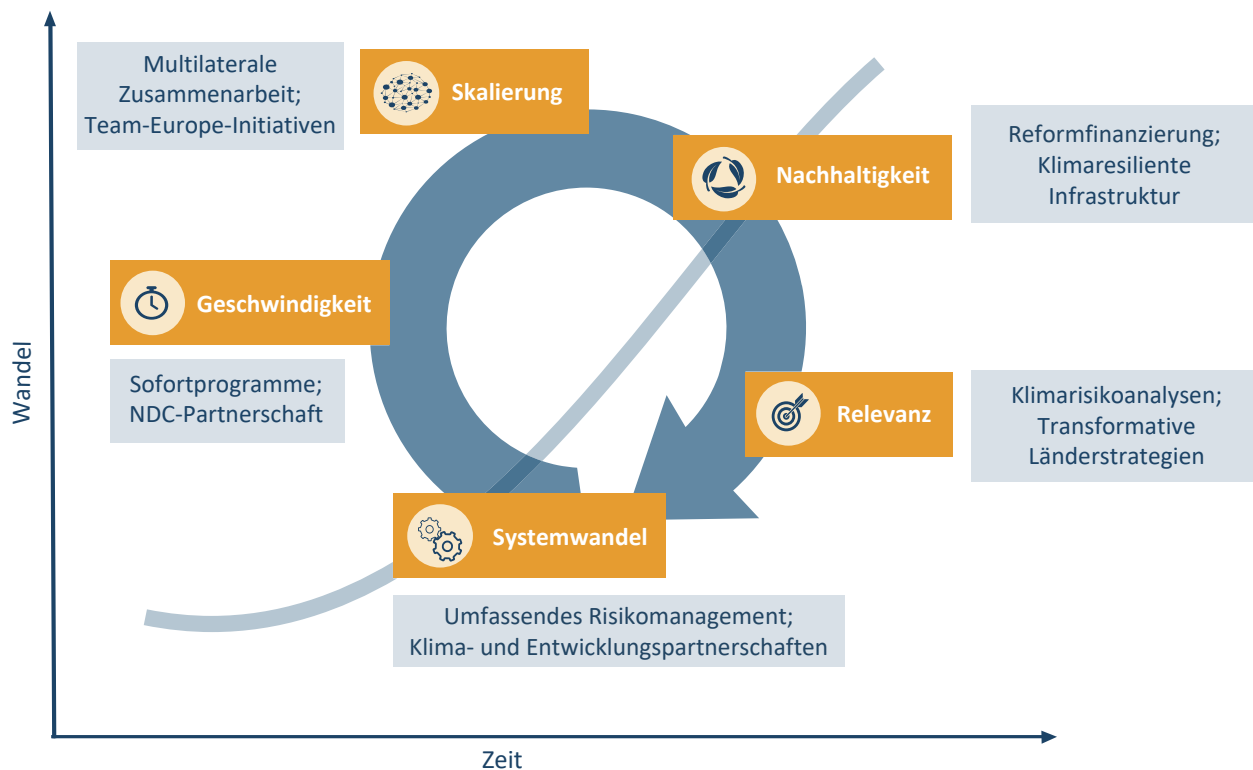 Multilaterale
Zusammenarbeit;
Team-Europe-Initiativen
Skalierung
Nachhaltigkeit
Reformfinanzierung;
Klimaresiliente
Infrastruktur
Geschwindigkeit
Sofortprogramme;
NDC-Partnerschaft
Relevanz
Klimarisikoanalysen;
Transformative
Länderstrategien
Systemwandel
Umfassendes Risikomanagement;
Klima- und Entwicklungspartnerschaften
Wandel
Zeit